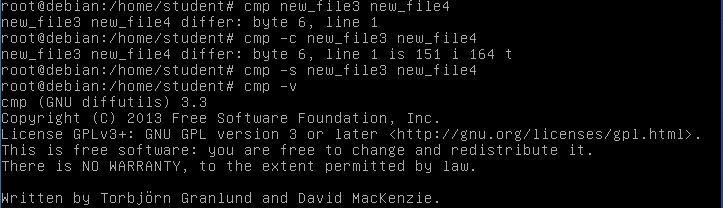 root@debian:/home/student# cmp new_file3 new_file4
new_file3 new_file4 differ: byte 6, line 1
root@debian:/home/student# cmp -c new_file3 new_file4
new_file3 new_file4 differ: byte 6, line 1 is 151 i 164 t
root@debian:/home/student# cmp -s new_file3 new_file4
root@debian:/home/student# cmp -v
cmp (GNU diffutils) 3.3
Copyright (C) 2013 Free Software Foundation, Inc.
License GPLv3+: GNU GPL version 3 or later <http://gnu.org/licenses/gpl.html>.
This is free software: you are free to change and redistribute it.
There is NO WARRANTY, to the extent permitted by law.
Written by Torbjörn Granlund and David MacKenzie.